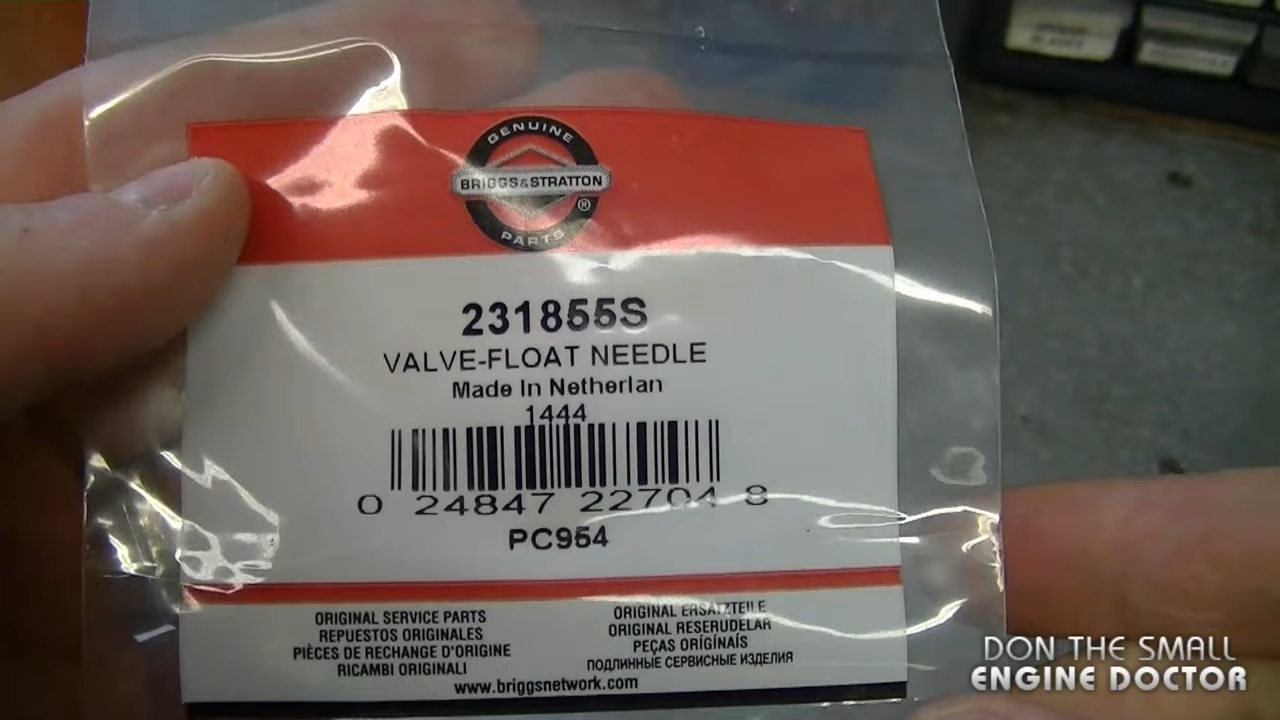 GENUINE
BRIGGS&STRATTON
®
PARTS
231855S
VALVE-FLOAT NEEDLE
Made In Netherlan
1444
0 24847 22704 8
PC954
ORIGINAL SERVICE PARTS
REPUESTOS ORIGINALES
PIÈCES DE RECHANGE D'ORIGINE
RICAMBI ORIGINALI
ORIGINAL ERSATZTEILE
ORIGINAL RESERUDELAR
PEÇAS ORIGÍNAIS
ПОДЛИННЫЕ СЕРВИСНЫЕ ИЗДЕЛИЯ
www.briggsnetwork.com
DON THE SMALL
ENGINE DOCTOR